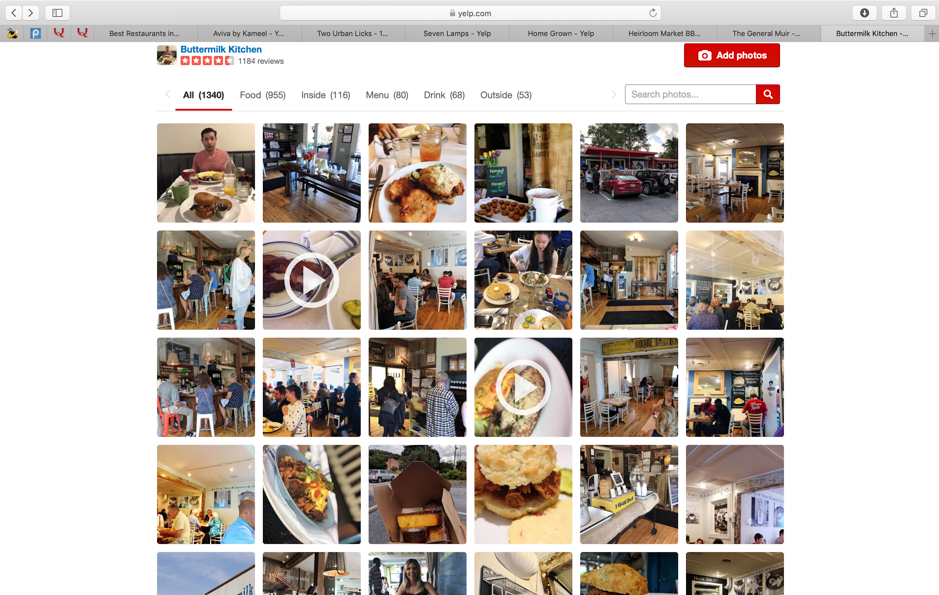 yelp.com
Best Restaurants in...
Aviva by Kameel - Y...
Two Urban Licks - 1...
Seven Lamps - Yelp
Home Grown - Yelp
Heirloom Market BB...
The General Muir -...
Buttermilk Kitchen -...
Buttermilk Kitchen
1184 reviews
Add photos
All (1340)
Food (955)
Inside (116)
Menu (80)
Drink (68)
Outside (53)
Search photos...